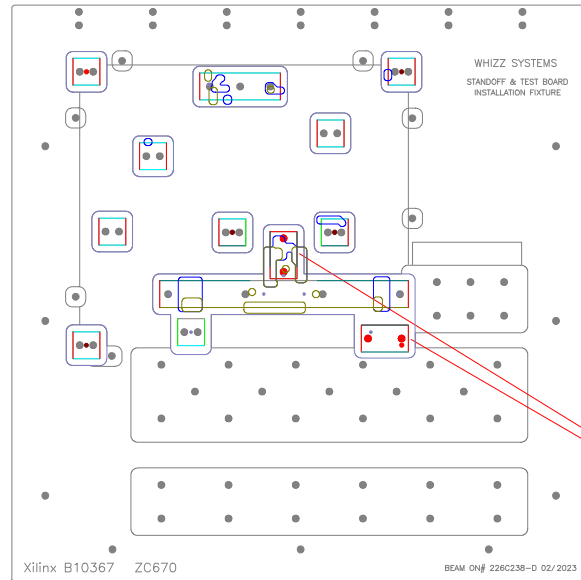 WHIZZ SYSTEMS
STANDOFF & TEST BOARD
INSTALLATION FIXTURE
Xilinx B10367 ZC670
BEAM ON# 226C238-D 02/2023